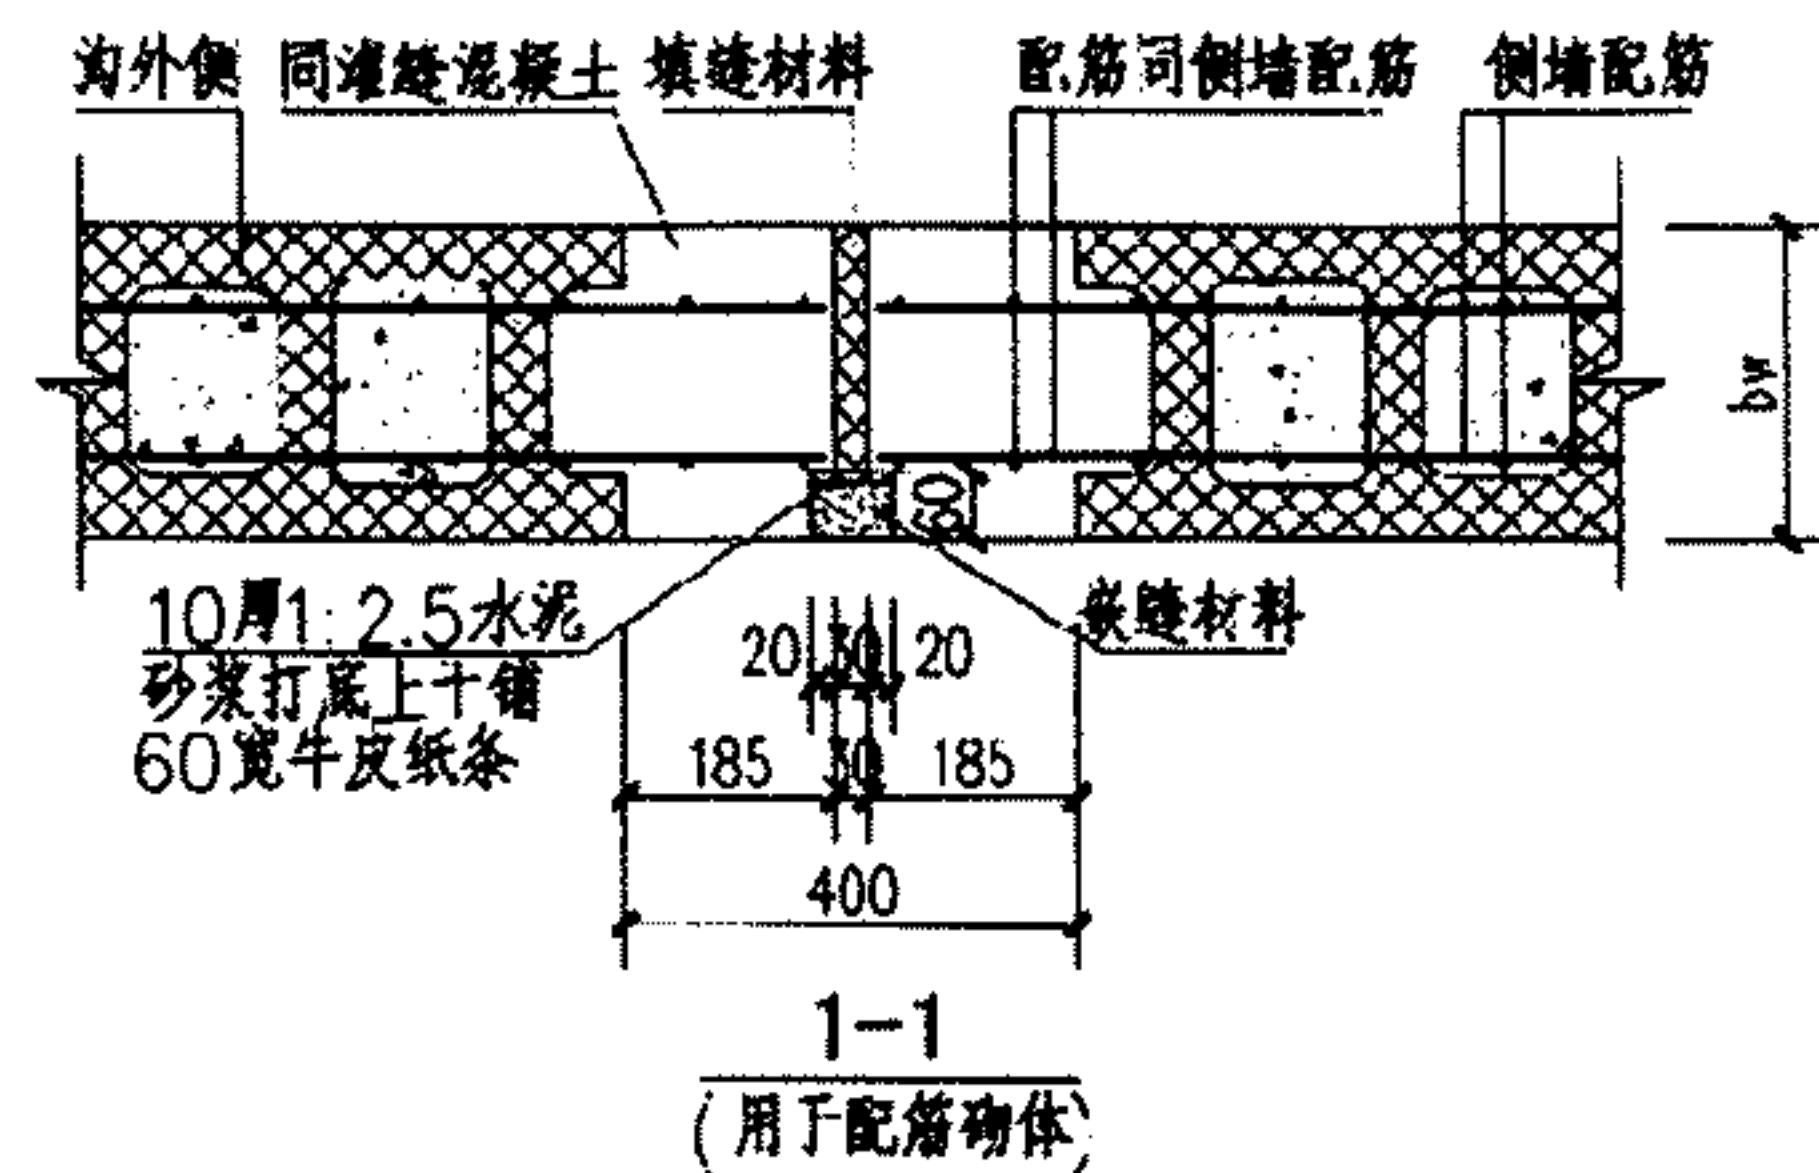 沟外侧 同灌缝混凝土 填缝材料 配筋同侧墙配筋 侧墙配筋
bw
60
10厚1:2.5水泥
砂浆打底上干铺
60宽牛皮纸条
嵌缝材料
20 30 20
185 30 185
400
1-1
(用于配筋砌体)